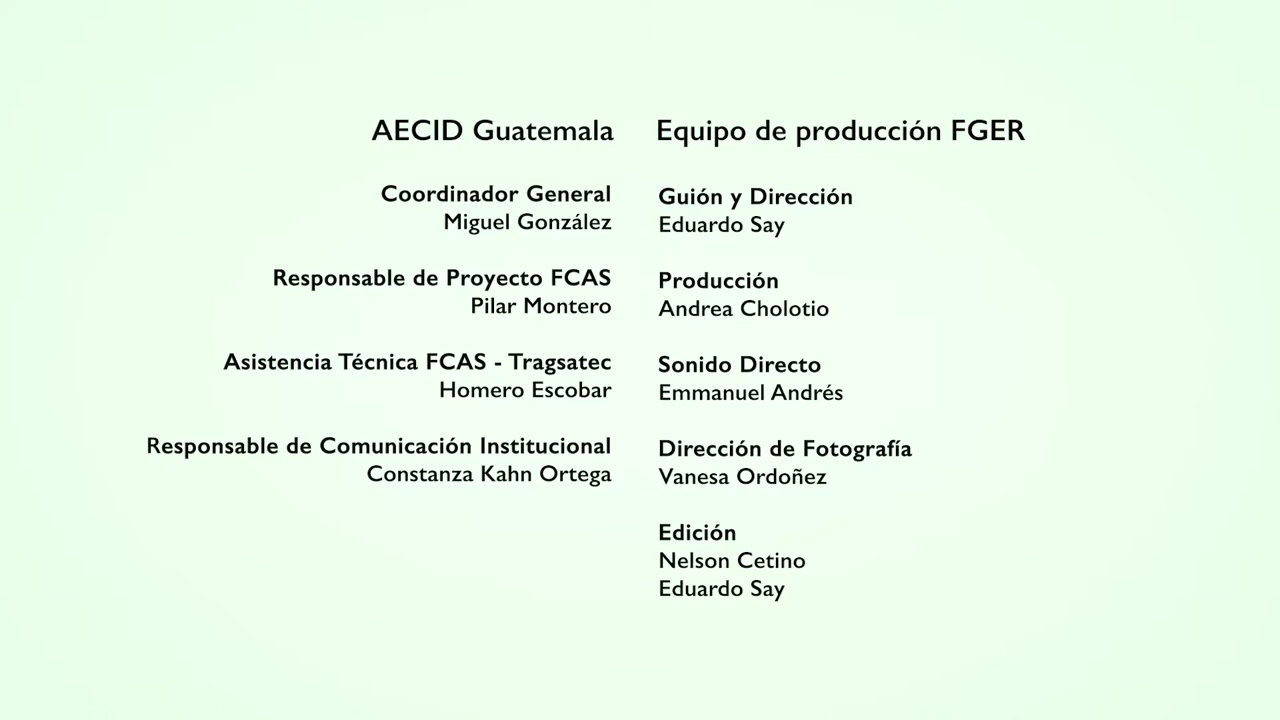 AECID Guatemala
Coordinador General
Miguel González
Responsable de Proyecto FCAS
Pilar Montero
Asistencia Técnica FCAS - Tragsatec
Homero Escobar
Responsable de Comunicación Institucional
Constanza Kahn Ortega
Equipo de producción FGER
Guión y Dirección
Eduardo Say
Producción
Andrea Cholotio
Sonido Directo
Emmanuel Andrés
Dirección de Fotografía
Vanesa Ordoñez
Edición
Nelson Cetino
Eduardo Say